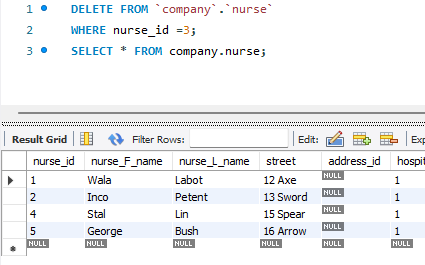 1 DELETE FROM `company`.`nurse`
2 WHERE nurse_id =3;
3 SELECT * FROM company.nurse;
Result Grid Filter Rows: Edit: Exp
nurse_id nurse_F_name nurse_L_name street address_id hospit
1 Wala Labot 12 Axe NULL 1
2 Inco Petent 13 Sword NULL 1
4 Stal Lin 15 Spear NULL 1
5 George Bush 16 Arrow NULL 1
NULL NULL NULL NULL NULL NULL